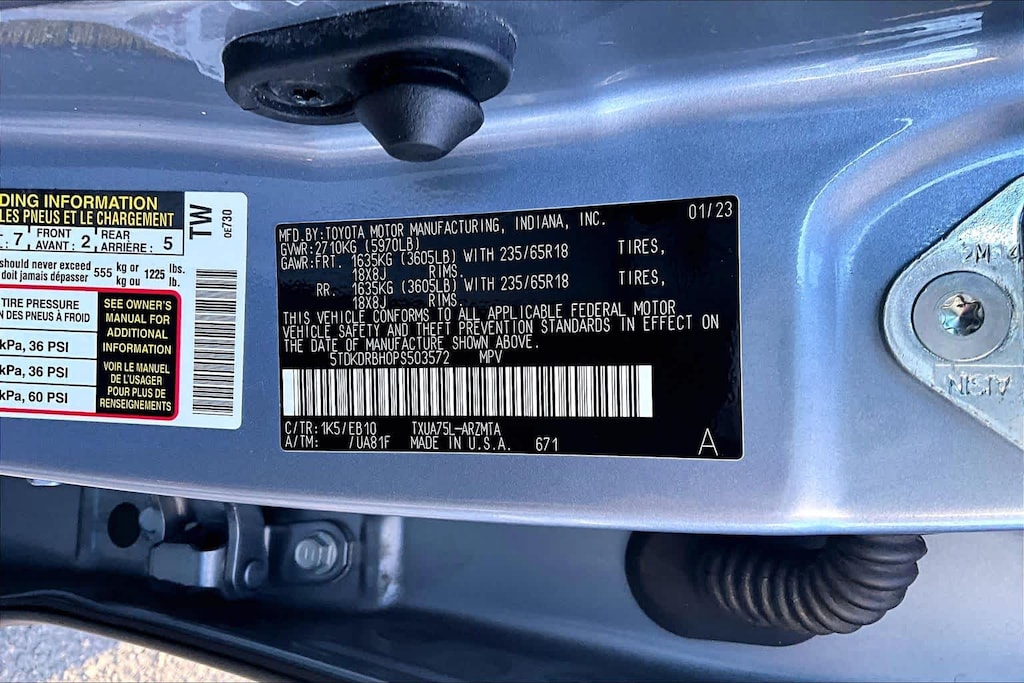 DING INFORMATION
LES PNEUS ET LE CHARGEMENT
: 7 FRONT AVANT : 2 REAR ARRIÈRE : 5
should never exceed 555 kg or 1225 lbs.
doit jamais dépasser kg ou lb.
TIRE PRESSURE
N DES PNEUS À FROID
kPa, 36 PSI
kPa, 36 PSI
kPa, 60 PSI
SEE OWNER'S
MANUAL FOR
ADDITIONAL
INFORMATION
VOIR LE MANUEL
DE L'USAGER
POUR PLUS DE
RENSEIGNEMENTS
TW
0E730
MFD.BY:TOYOTA MOTOR MANUFACTURING, INDIANA, INC. 01/23
GVWR:2710KG (5970LB)
GAWR:FRT. 1635KG (3605LB) WITH 235/65R18 TIRES,
18X8J RIMS.
RR. 1635KG (3605LB) WITH 235/65R18 TIRES,
18X8J RIMS.
THIS VEHICLE CONFORMS TO ALL APPLICABLE FEDERAL MOTOR
VEHICLE SAFETY AND THEFT PREVENTION STANDARDS IN EFFECT ON
THE DATE OF MANUFACTURE SHOWN ABOVE.
5TDKDRBH0PS503572 MPV
C/TR:1K5/EB10 TXUA75L-ARZMTA
A/TM: /UA81F MADE IN U.S.A. 671
A
2M-4
AISIN